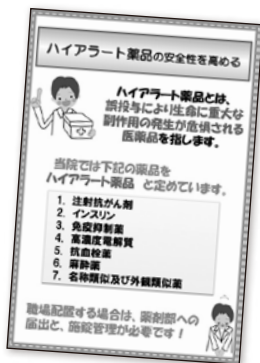 ハイアラート薬品の安全性を高める
ハイアラート薬品とは、
誤投与により生命に重大な
副作用の発生が危惧される
医薬品を指します。
当院では下記の薬品を
ハイアラート薬品 と定めています。
1. 注射抗がん剤
2. インスリン
3. 免疫抑制薬
4. 高濃度電解質
5. 抗血栓薬
6. 麻酔薬
7. 名称類似及び外観類似薬
職場配置する場合は、薬剤部への
届出と、施錠管理が必要です！